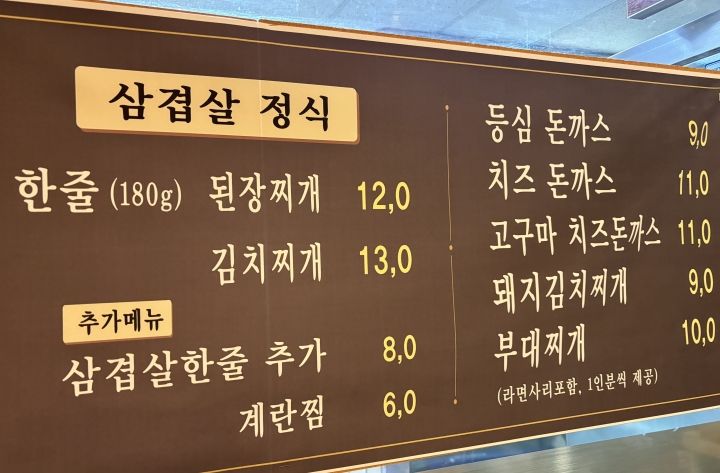 삼겹살 정식
한줄 (180g) 된장찌개 12,0
김치찌개 13,0
추가메뉴
삼겹살한줄 추가 8,0
계란찜 6,0
등심 돈까스 9,0
치즈 돈까스 11,0
고구마 치즈돈까스 11,0
돼지김치찌개 9,0
부대찌개 10,0
(라면사리포함, 1인분씩 제공)